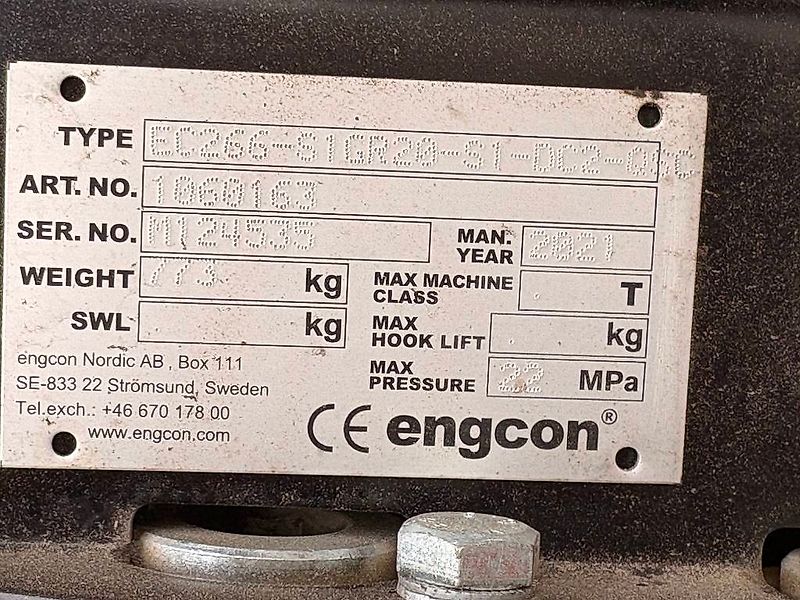 TYPE EC266-S1GR20-S1-DC2-QSC
ART. NO. 1060163
SER. NO. M124535 MAN. YEAR 2021
WEIGHT 773 kg MAX MACHINE CLASS T
SWL kg MAX HOOK LIFT kg
MAX PRESSURE 22 MPa
engcon Nordic AB , Box 111
SE-833 22 Strömsund, Sweden
Tel.exch.: +46 670 178 00
www.engcon.com
CE engcon®